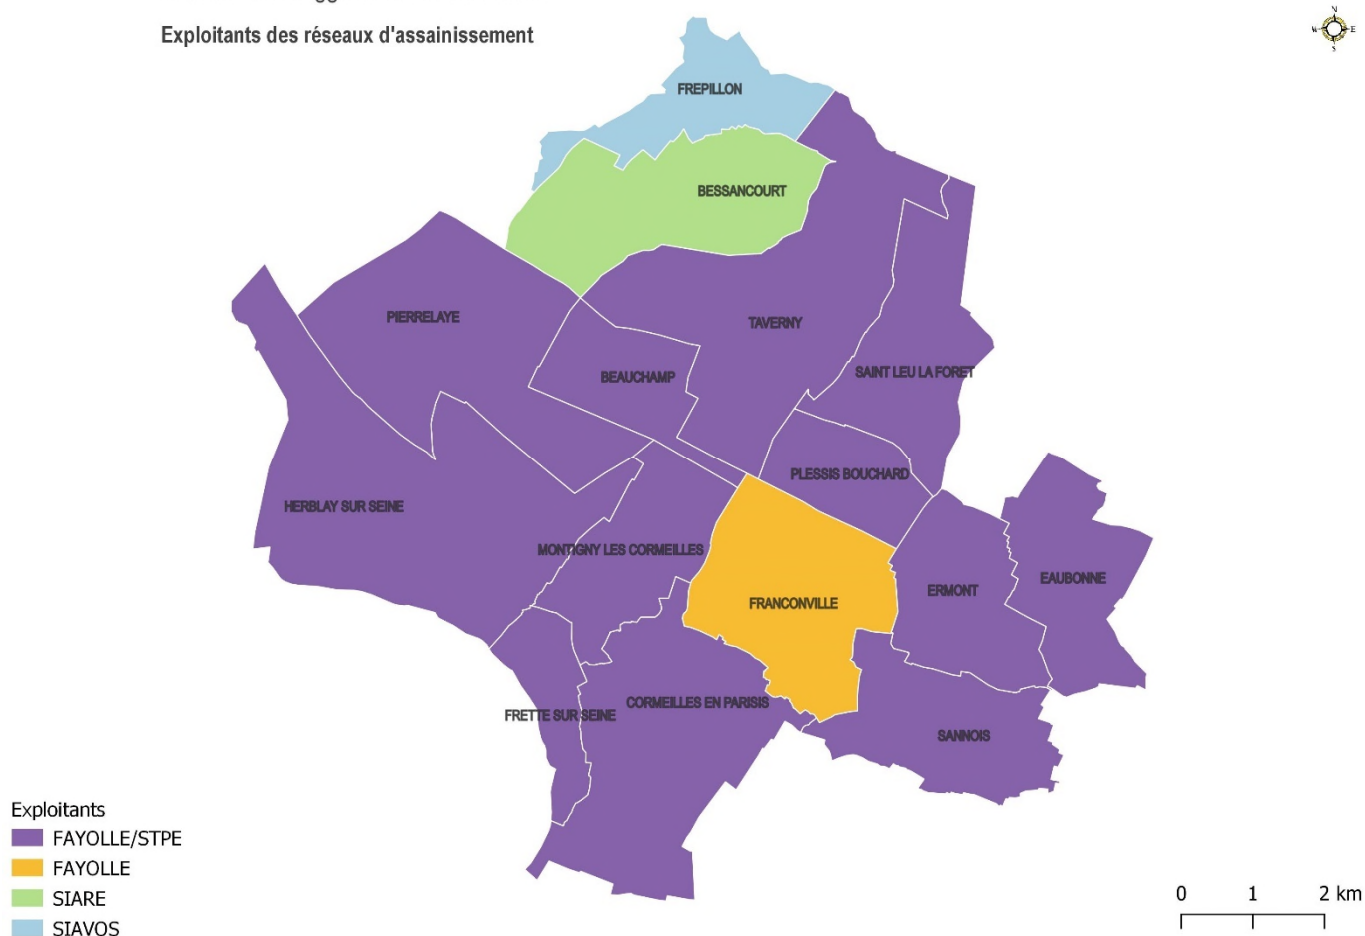 Exploitants des réseaux d'assainissement
N
W E
S
FREPILLON
BESSANCOURT
PIERRELAYE
TAVERNY
BEAUCHAMP
SAINT LEU LA FORET
PLESSIS BOUCHARD
HERBLAY SUR SEINE
MONTIGNY LES CORMEILLES
EAUBONNE
ERMONT
FRANCONVILLE
CORMEILLES EN PARISIS
FRETTE SUR SEINE
SANNOIS
Exploitants
FAYOLLE/STPE
FAYOLLE
SIARE
SIAVOS
0 1 2 km